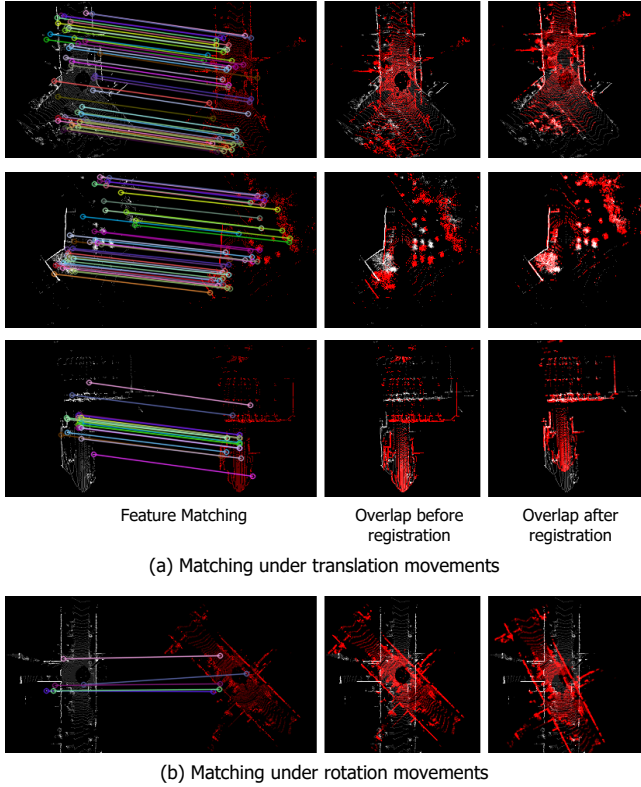 Feature Matching
Overlap before
registration
Overlap after
registration
(a) Matching under translation movements
(b) Matching under rotation movements